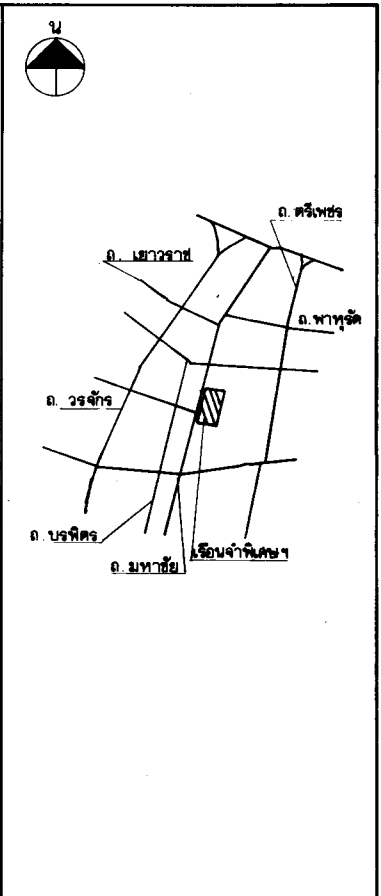 น
ถ. ตรีเพชร
ถ. เยาวราช
ถ. พาหุรัด
ถ. วรจักร
ถ. บรพิตร
ถ. มหาชัย
เรือนจำพิเศษฯ